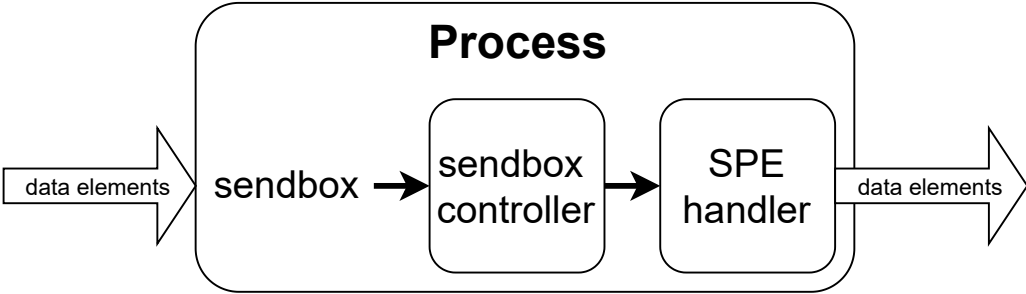 Process
data elements
sendbox
sendbox
controller
SPE
handler
data elements